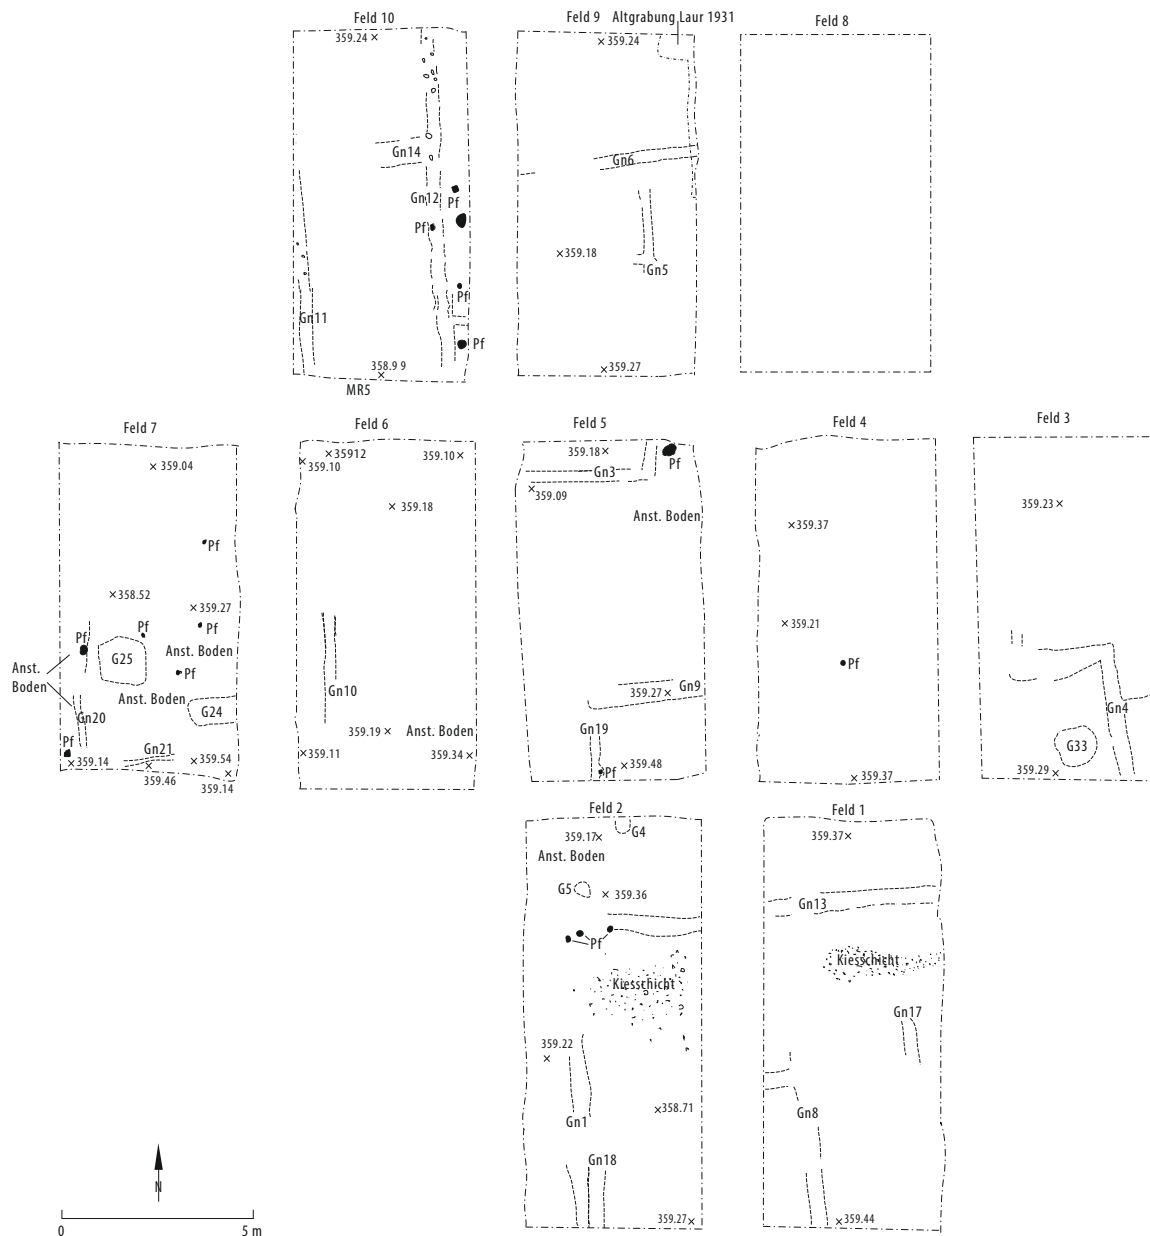 Feld 10
Feld 9
Altgrabung Laur 1931
Feld 8
359.24
359.24
Gn14
Gn6
Gn12
Pf
Pf
359.18
Gn5
Pf
Gn11
Pf
358.9 9
359.27
MR5
Feld 7
Feld 6
Feld 5
Feld 4
Feld 3
359.04
35912
359.10
359.10
359.18
359.18
Gn3
Pf
359.09
Anst. Boden
359.37
359.23
Pf
358.52
359.27
Pf
Pf
Pf
Anst. Boden
G25
Anst.
Boden
Pf
Anst. Boden
G24
Gn20
Pf
359.14
Gn21
359.54
359.46
359.14
Gn10
359.19
Anst. Boden
359.11
359.34
359.27
Gn9
Gn19
359.48
Pf
359.21
Pf
359.37
Gn4
G33
359.29
Feld 2
Feld 1
359.17
G4
Anst. Boden
G5
359.36
Pf
Kiesschicht
359.22
358.71
Gn1
Gn18
359.27
359.37
Gn13
Kiesschicht
Gn17
Gn8
359.44
N
0
5 m